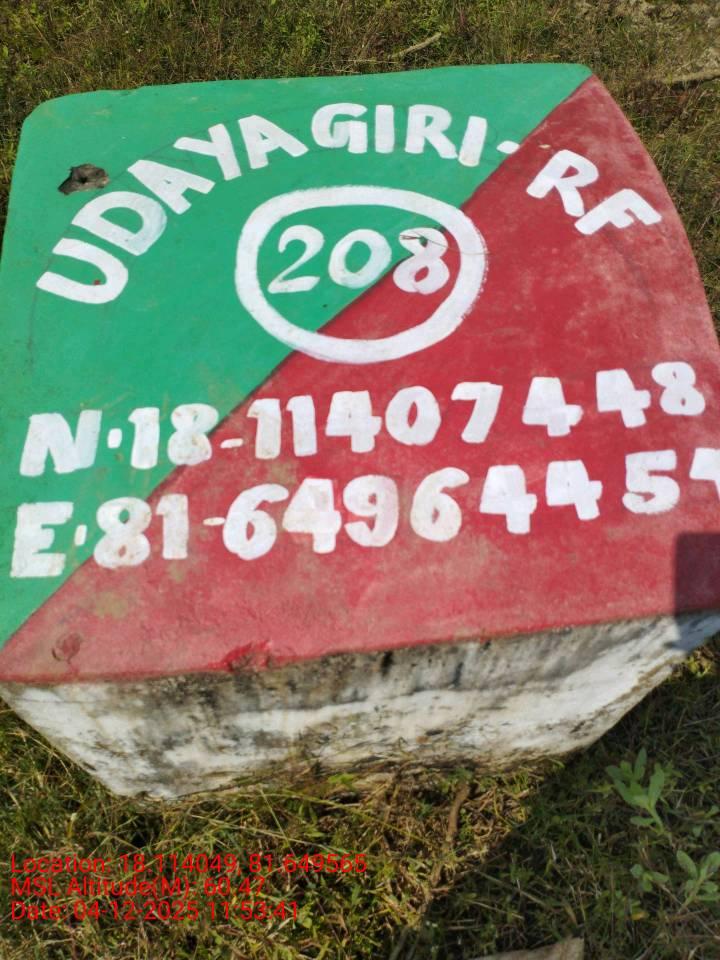 UDAYAGIRI-RF
208
N.18-11407448
E.81-64964454
Location: 18.114049, 81.649565
MSL Altitude(M): 60.47
Date: 04-12-2025 11:53:41